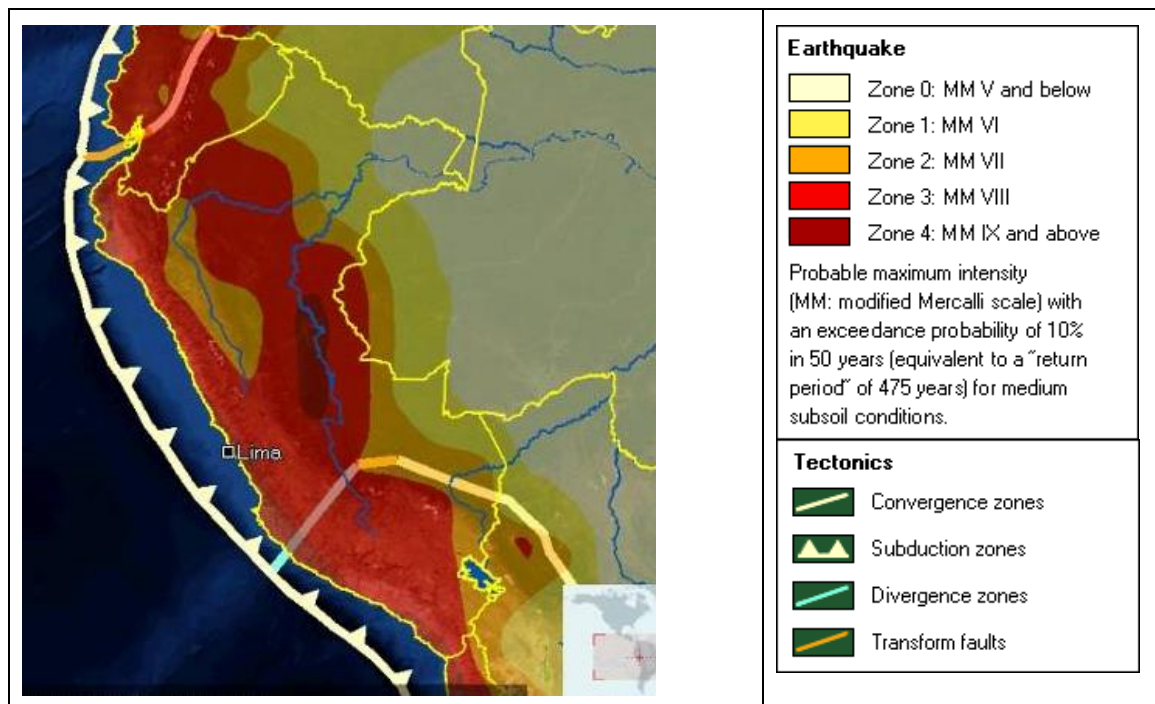 Lima
Earthquake
Zone 0: MM V and below
Zone 1: MM VI
Zone 2: MM VII
Zone 3: MM VIII
Zone 4: MM IX and above
Probable maximum intensity
(MM: modified Mercalli scale) with
an exceedance probability of 10%
in 50 years (equivalent to a "return
period" of 475 years) for medium
subsoil conditions.
Tectonics
Convergence zones
Subduction zones
Divergence zones
Transform faults